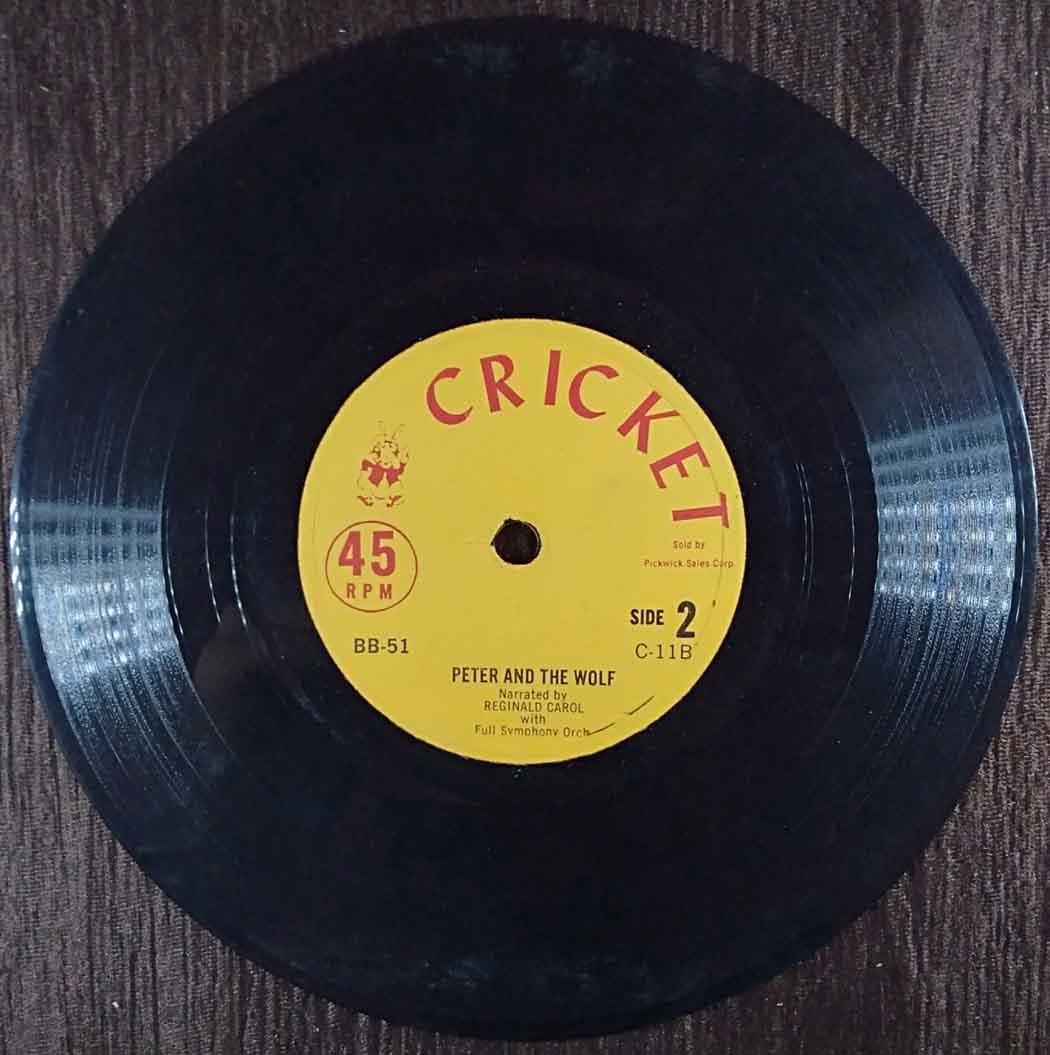 CRICKET
45
RPM
Sold by
Pickwick Sales Corp.
SIDE 2
BB-51
C-11B
PETER AND THE WOLF
Narrated by
REGINALD CAROL
with
Full Symphony Orch.